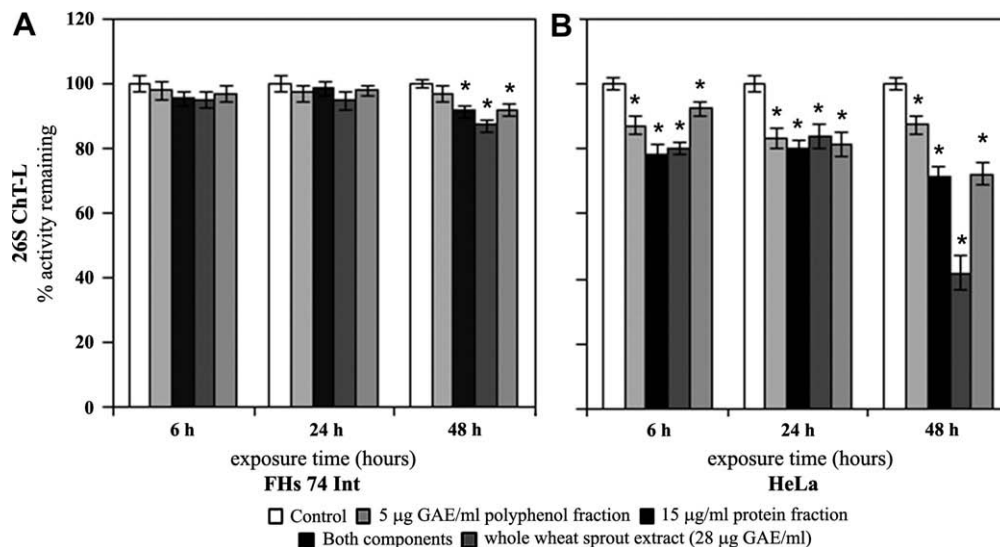 A
B
120
100
80
60
40
20
0
26S ChT-L
% activity remaining
* * *
* * * *
* * * *
* * * *
6 h 24 h 48 h
6 h 24 h 48 h
exposure time (hours)
FHs 74 Int
exposure time (hours)
HeLa
Control 5 µg GAE/ml polyphenol fraction 15 µg/ml protein fraction
Both components whole wheat sprout extract (28 µg GAE/ml)